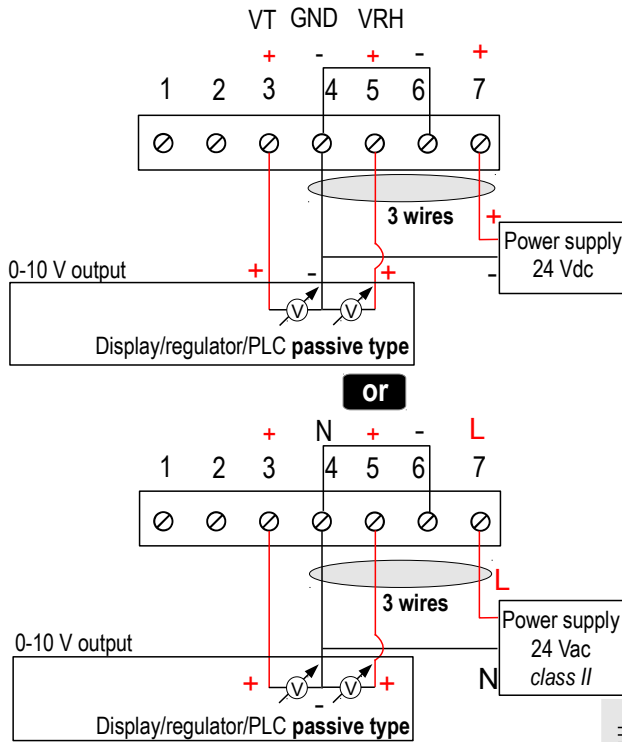 VT GND VRH
+ - + - +
1 2 3 4 5 6 7
3 wires
+
Power supply
24 Vdc
-
0-10 V output
+ - +
V V
Display/regulator/PLC passive type
or
+ N + - L
1 2 3 4 5 6 7
3 wires
L
Power supply
24 Vac
class II
N
0-10 V output
+ - +
V V
Display/regulator/PLC passive type